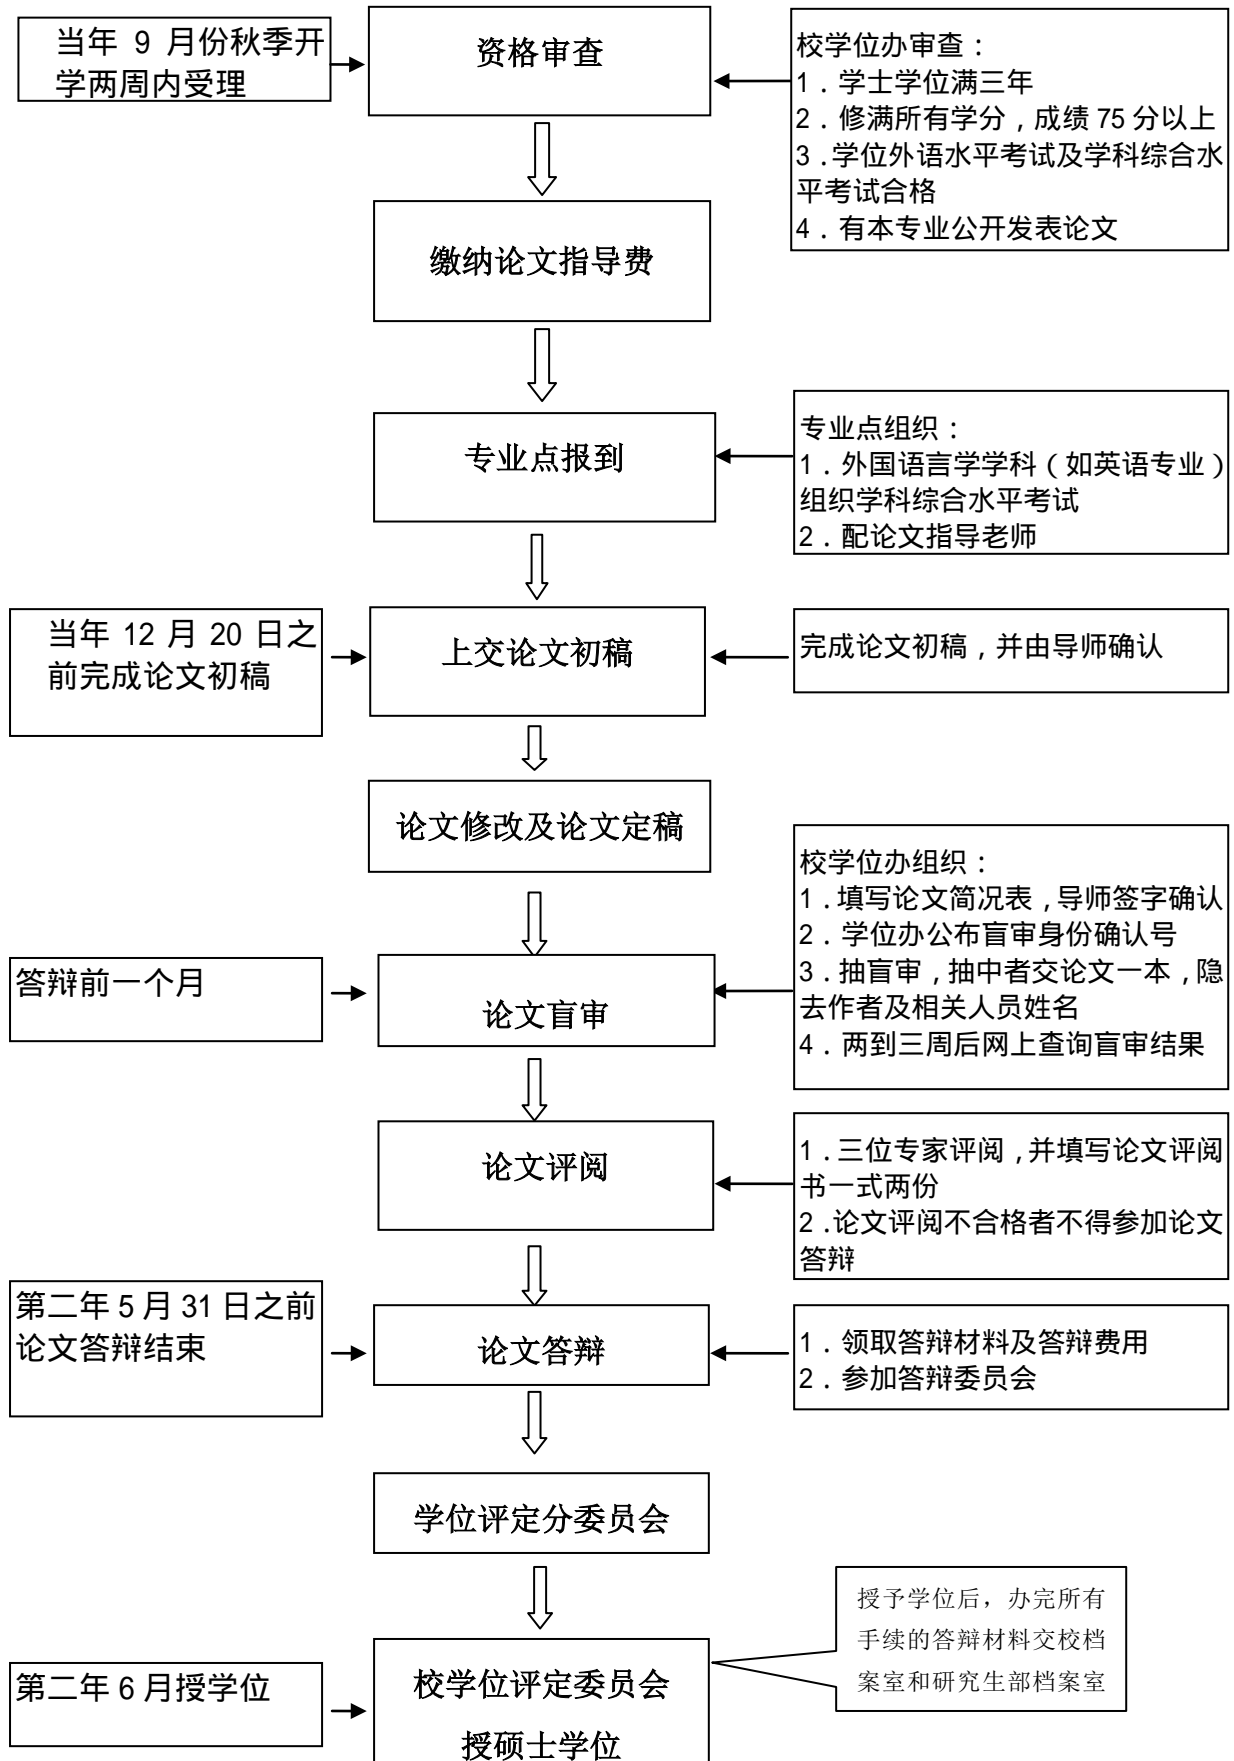 当年 9 月份秋季开
学两周内受理
资格审查
校学位办审查：
1．学士学位满三年
2．修满所有学分，成绩 75 分以上
3．学位外语水平考试及学科综合水
平考试合格
4．有本专业公开发表论文
缴纳论文指导费
专业点报到
专业点组织：
1．外国语言学学科（如英语专业）
组织学科综合水平考试
2．配论文指导老师
当年 12 月 20 日之
前完成论文初稿
上交论文初稿
完成论文初稿，并由导师确认
论文修改及论文定稿
答辩前一个月
论文盲审
校学位办组织：
1．填写论文简况表，导师签字确认
2．学位办公布盲审身份确认号
3．抽盲审，抽中者交论文一本，隐
去作者及相关人员姓名
4．两到三周后网上查询盲审结果
论文评阅
1．三位专家评阅，并填写论文评阅
书一式两份
2．论文评阅不合格者不得参加论文
答辩
第二年 5 月 31 日之前
论文答辩结束
论文答辩
1．领取答辩材料及答辩费用
2．参加答辩委员会
学位评定分委员会
第二年 6 月授学位
校学位评定委员会
授硕士学位
授予学位后，办完所有
手续的答辩材料交校档
案室和研究生部档案室